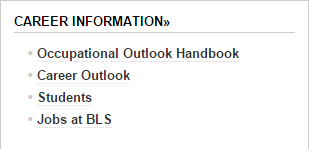 CAREER INFORMATION»
Occupational Outlook Handbook
Career Outlook
Students
Jobs at BLS